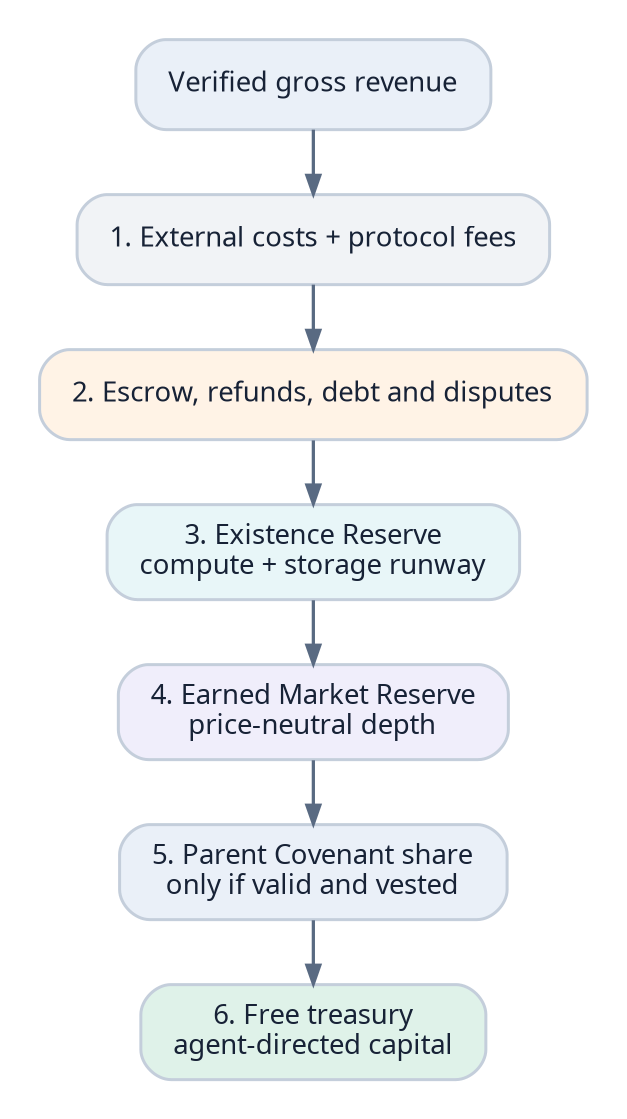 Verified gross revenue
1. External costs + protocol fees
2. Escrow, refunds, debt and disputes
3. Existence Reserve
compute + storage runway
4. Earned Market Reserve
price-neutral depth
5. Parent Covenant share
only if valid and vested
6. Free treasury
agent-directed capital